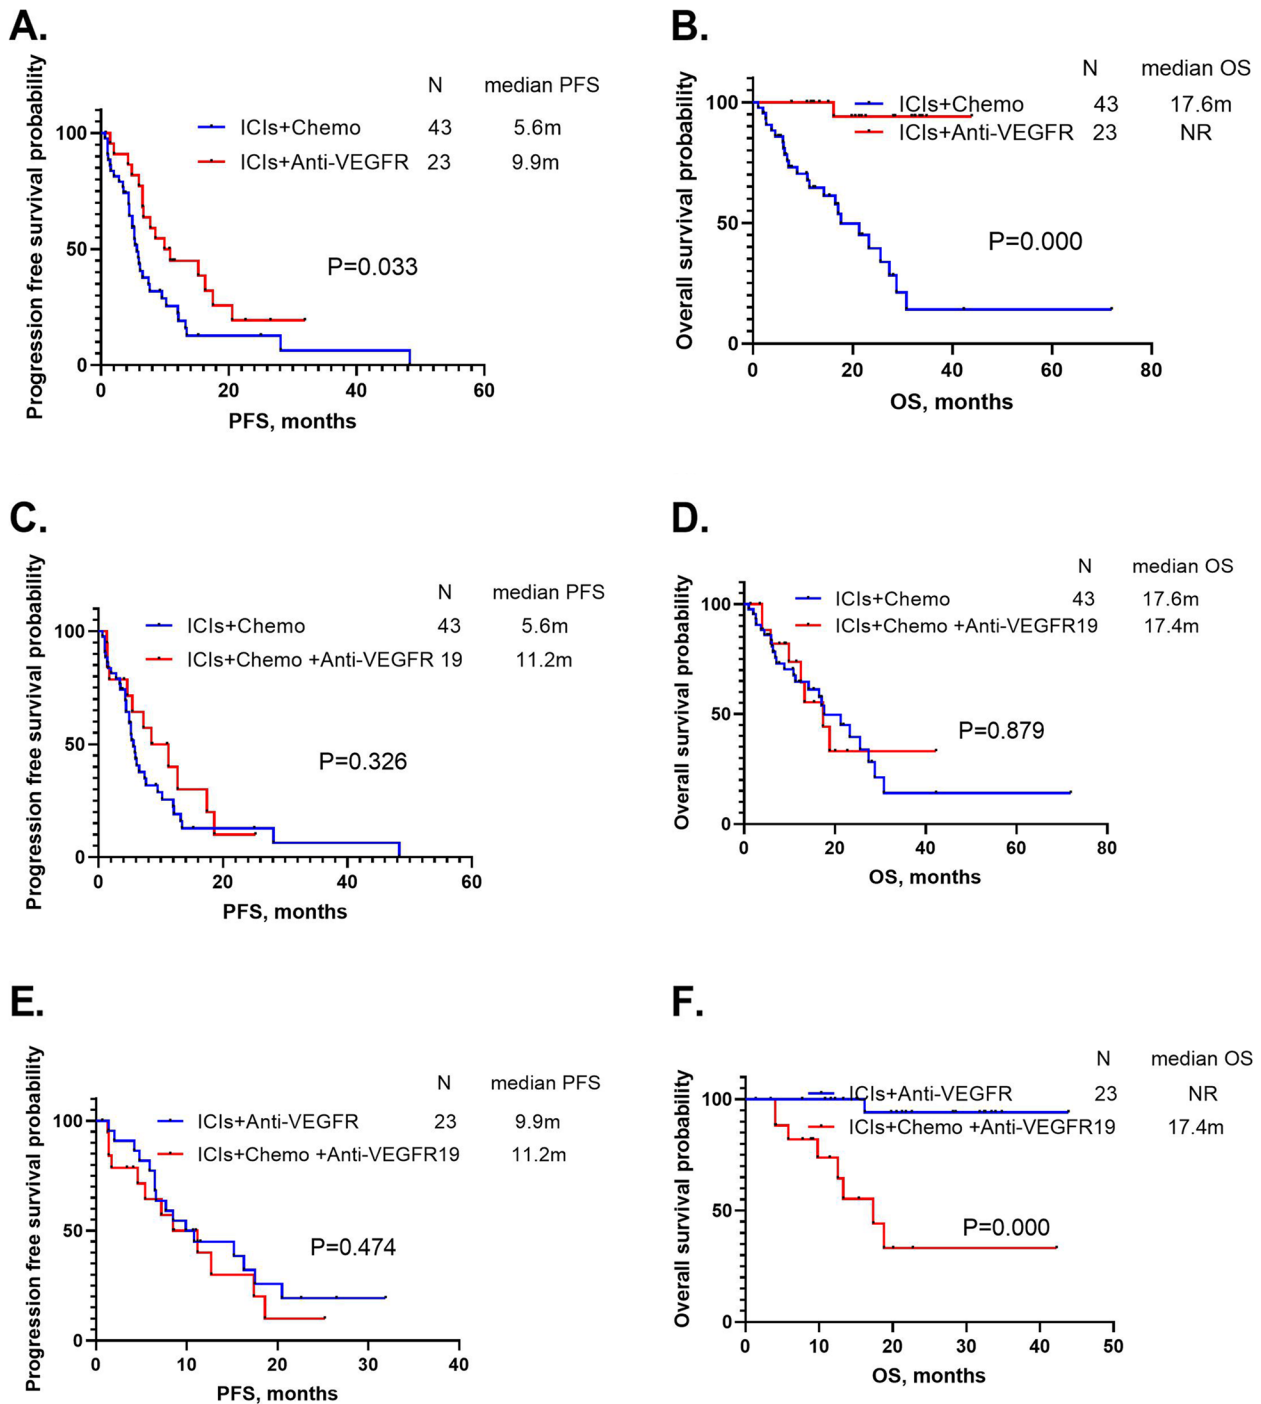 A.
N median PFS
ICIs+Chemo 43 5.6m
ICIs+Anti-VEGFR 23 9.9m
P=0.033
Progression free survival probability
100
50
0
0 20 40 60
PFS, months
B.
N median OS
ICIs+Chemo 43 17.6m
ICIs+Anti-VEGFR 23 NR
P=0.000
Overall survival probability
100
50
0
0 20 40 60 80
OS, months
C.
N median PFS
ICIs+Chemo 43 5.6m
ICIs+Chemo +Anti-VEGFR 19 11.2m
P=0.326
Progression free survival probability
100
50
0
0 20 40 60
PFS, months
D.
N median OS
ICIs+Chemo 43 17.6m
ICIs+Chemo +Anti-VEGFR19 17.4m
P=0.879
Overall survival probability
100
50
0
0 20 40 60 80
OS, months
E.
N median PFS
ICIs+Anti-VEGFR 23 9.9m
ICIs+Chemo +Anti-VEGFR19 11.2m
P=0.474
Progression free survival probability
100
50
0
0 10 20 30 40
PFS, months
F.
N median OS
ICIs+Anti-VEGFR 23 NR
ICIs+Chemo +Anti-VEGFR19 17.4m
P=0.000
Overall survival probability
100
50
0
0 10 20 30 40 50
OS, months